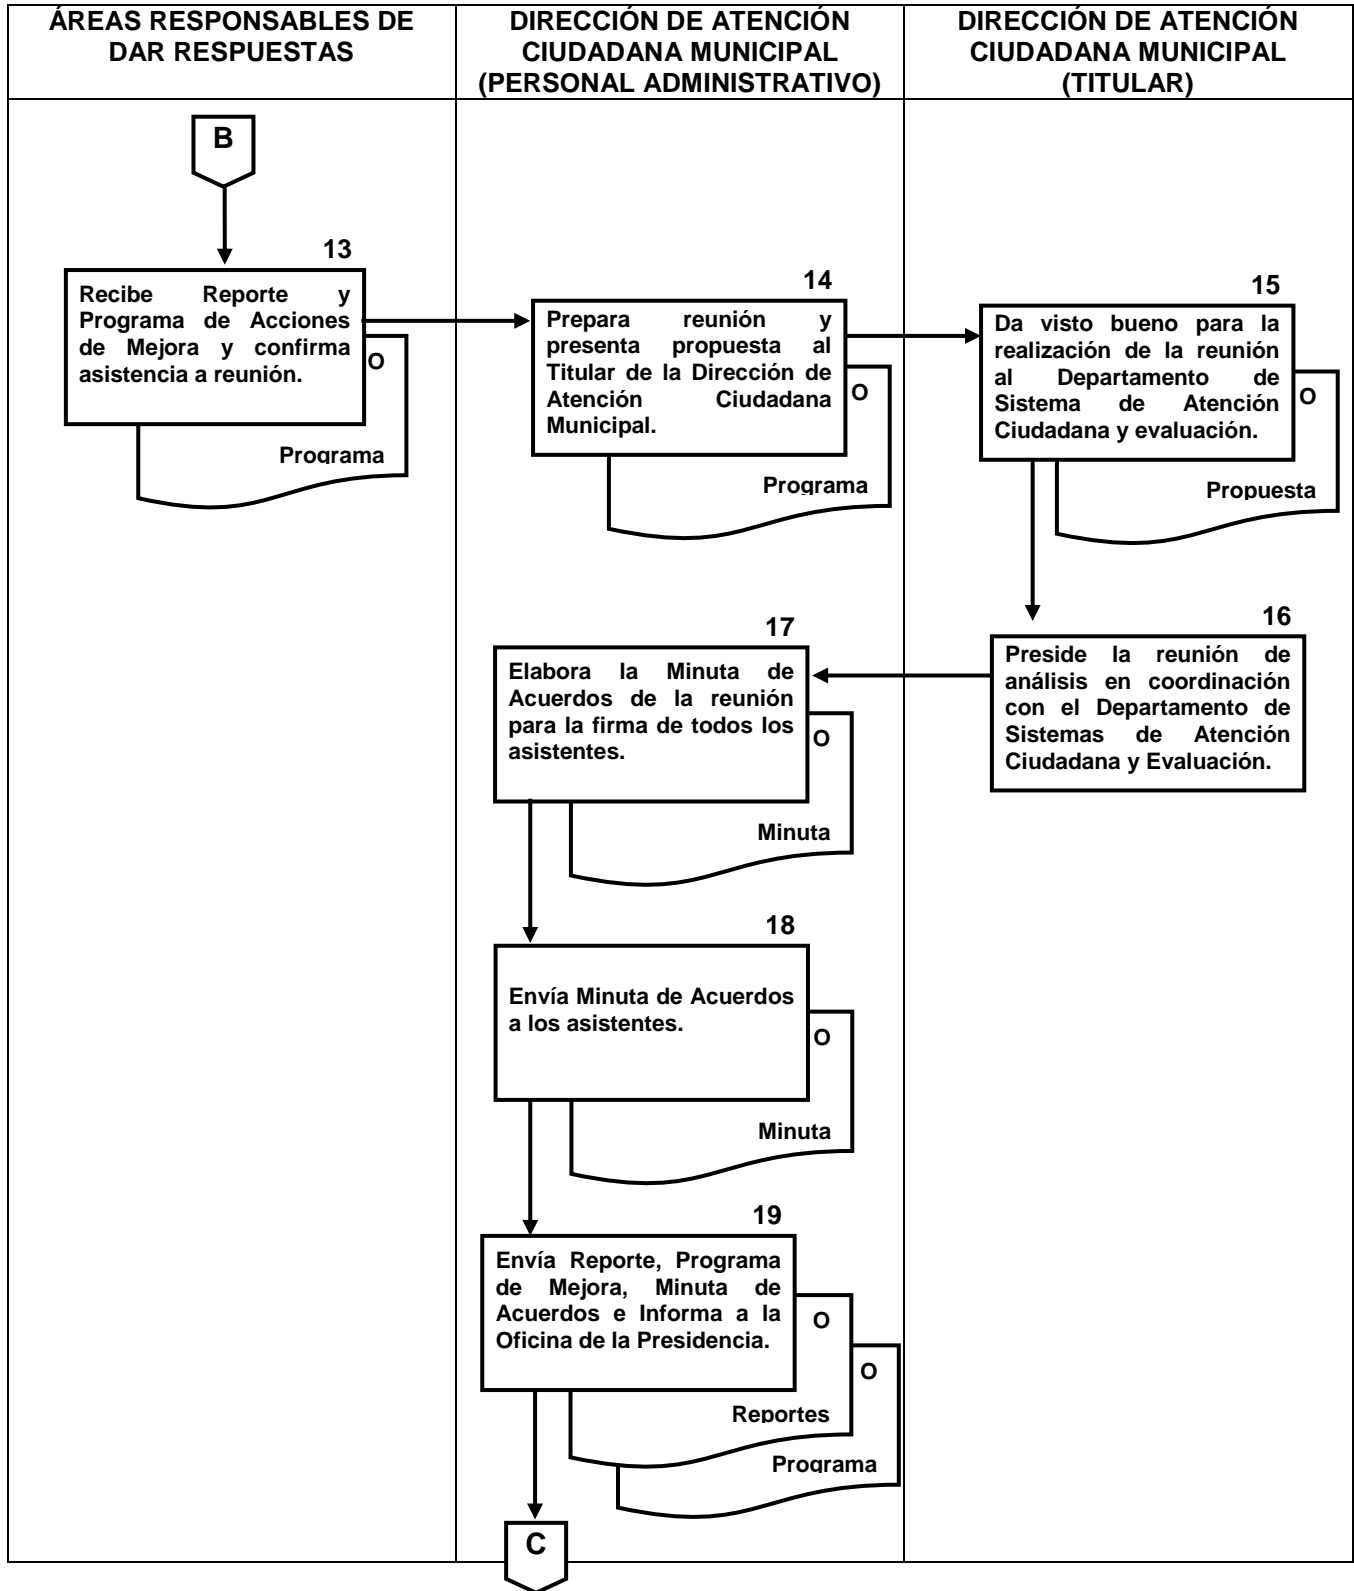 ÁREAS RESPONSABLES DE
DAR RESPUESTAS
DIRECCIÓN DE ATENCIÓN
CIUDADANA MUNICIPAL
(PERSONAL ADMINISTRATIVO)
DIRECCIÓN DE ATENCIÓN
CIUDADANA MUNICIPAL
(TITULAR)
B
13
Recibe Reporte y
Programa de Acciones
de Mejora y confirma
asistencia a reunión.
O
Programa
14
Prepara reunión y
presenta propuesta al
Titular de la Dirección de
Atención Ciudadana
Municipal.
O
Programa
15
Da visto bueno para la
realización de la reunión
al Departamento de
Sistema de Atención
Ciudadana y evaluación.
O
Propuesta
16
Preside la reunión de
análisis en coordinación
con el Departamento de
Sistemas de Atención
Ciudadana y Evaluación.
17
Elabora la Minuta de
Acuerdos de la reunión
para la firma de todos los
asistentes.
O
Minuta
18
Envía Minuta de Acuerdos
a los asistentes.
O
Minuta
19
Envía Reporte, Programa
de Mejora, Minuta de
Acuerdos e Informa a la
Oficina de la Presidencia.
O
Reportes
O
Programa
C